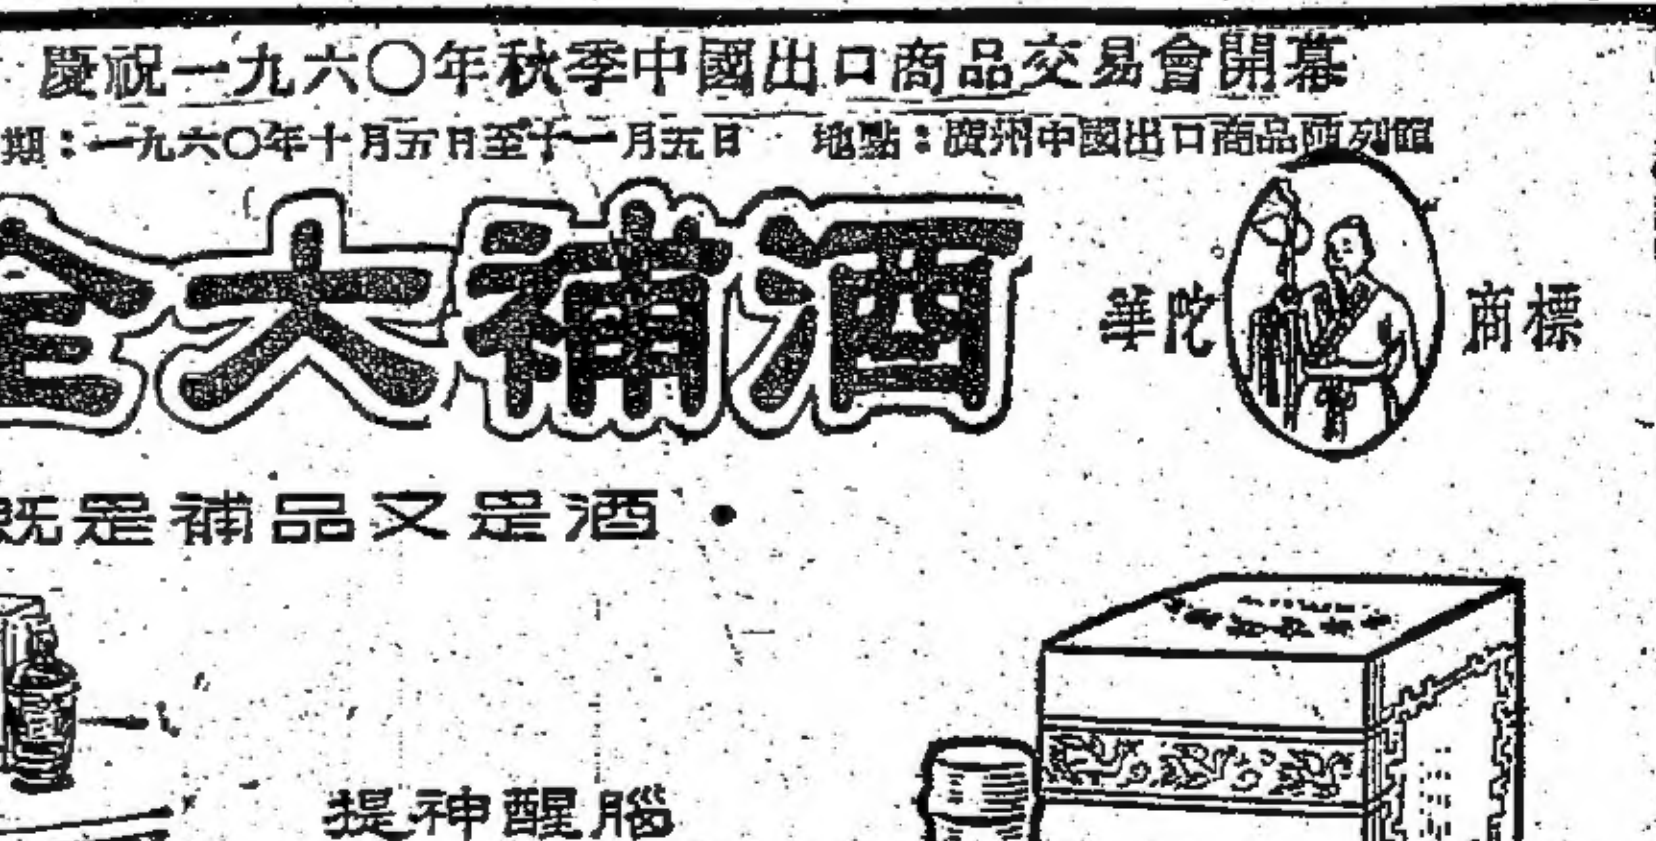 慶祝一九六〇年秋季中國出口商品交易會開幕
期：一九六〇年十月五日至十一月五日　地點：廣州中國出口商品陳列館
全大補酒
華陀 商標
既是補品又是酒・
提神醒腦